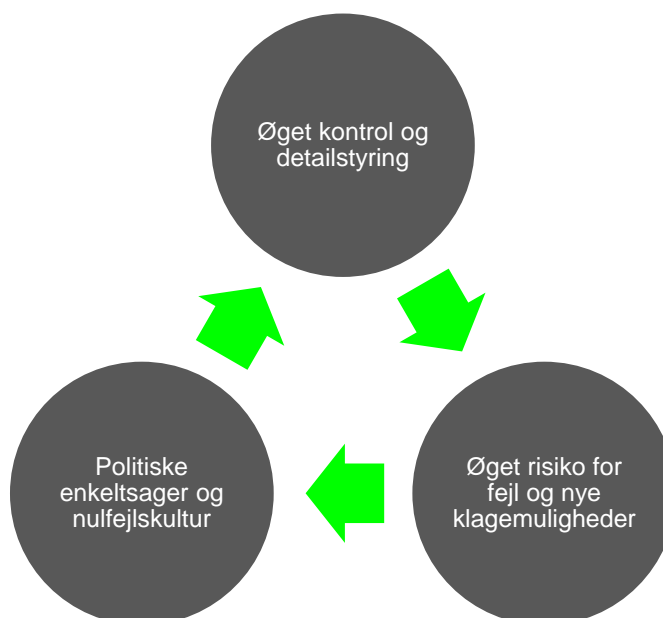 Øget kontrol og
detailstyring
Politiske
enkeltsager og
nulfejlskultur
Øget risiko for
fejl og nye
klagemuligheder